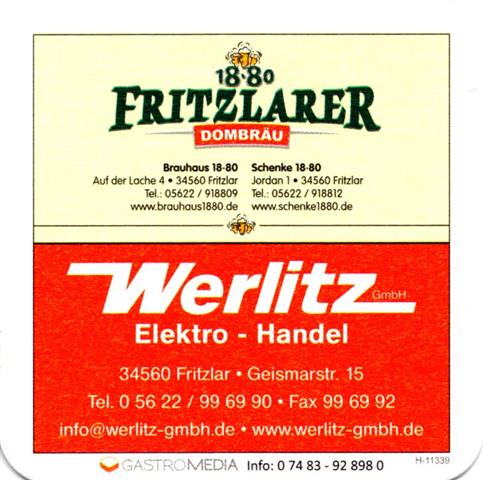 18·80
FRITZLARER
DOMBRÄU
Brauhaus 18-80
Auf der Lache 4 • 34560 Fritzlar
Tel.: 05622 / 918809
www.brauhaus1880.de
Schenke 18-80
Jordan 1 • 34560 Fritzlar
Tel.: 05622 / 918812
www.schenke1880.de
Werlitz GmbH
Elektro - Handel
34560 Fritzlar • Geismarstr. 15
Tel. 0 56 22 / 99 69 90 • Fax 99 69 92
info@werlitz-gmbh.de • www.werlitz-gmbh.de
GASTROMEDIA Info: 0 74 83 - 92 898 0
H-11339